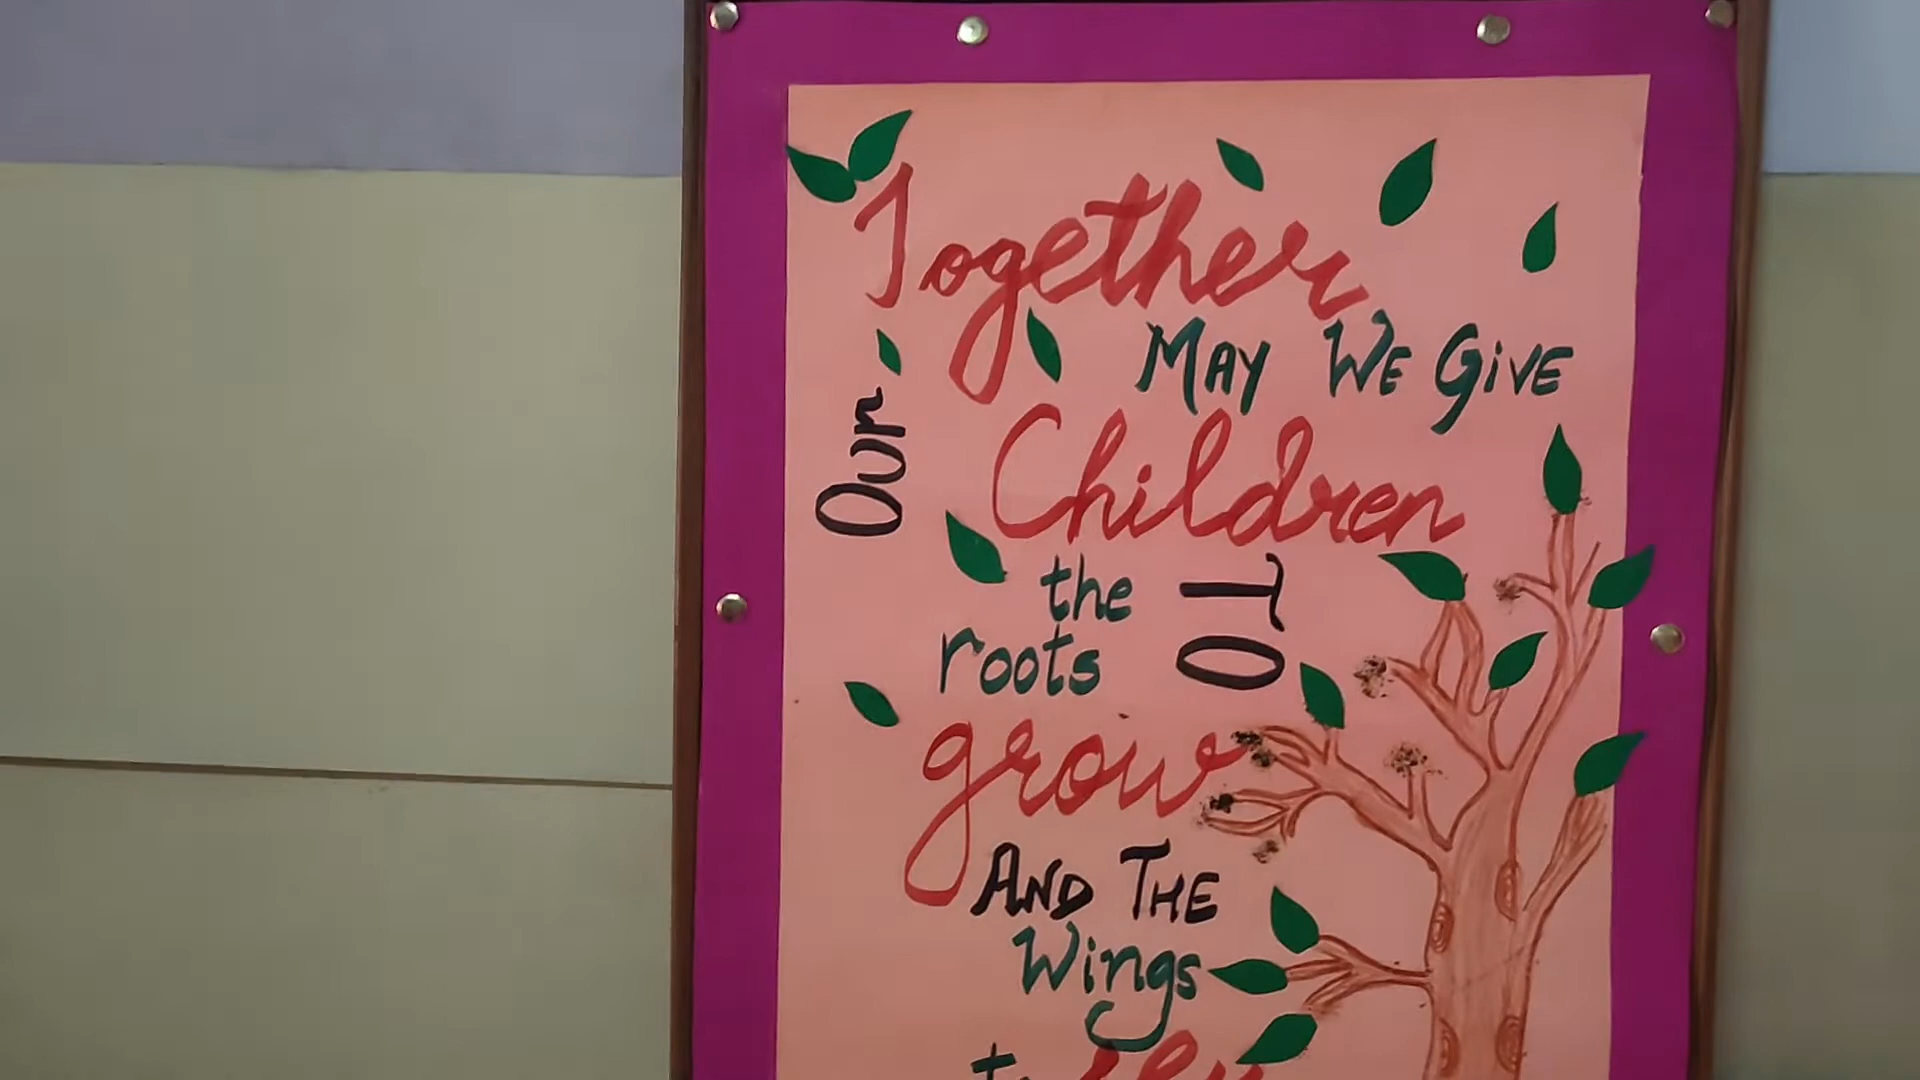 Together
MAY WE GIVE
Our
Children
the
roots
TO
grow
AND THE
Wings